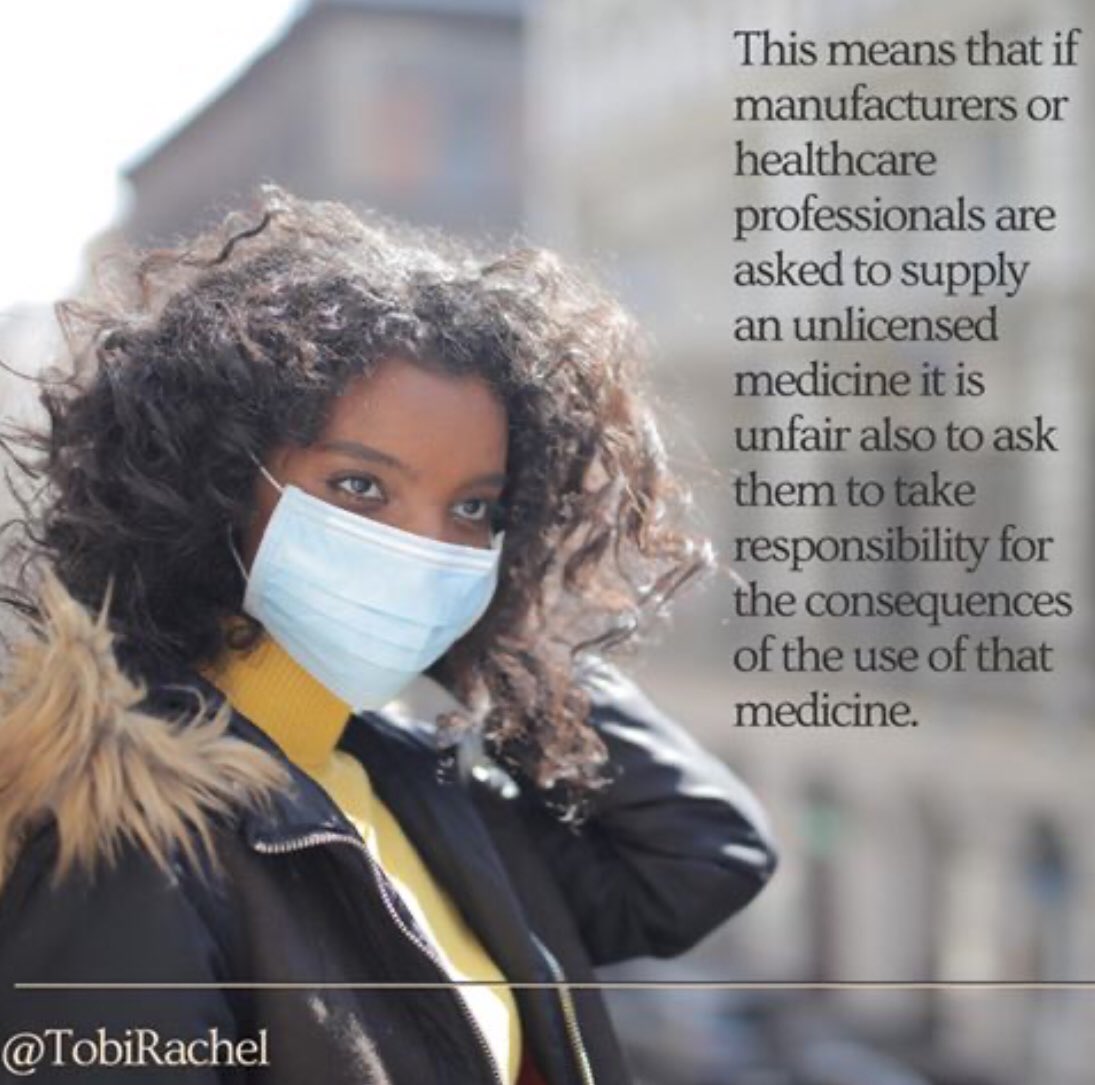 This means that if
manufacturers or
healthcare
professionals are
asked to supply
an unlicensed
medicine it is
unfair also to ask
them to take
responsibility for
the consequences
of the use of that
medicine.
@TobiRachel